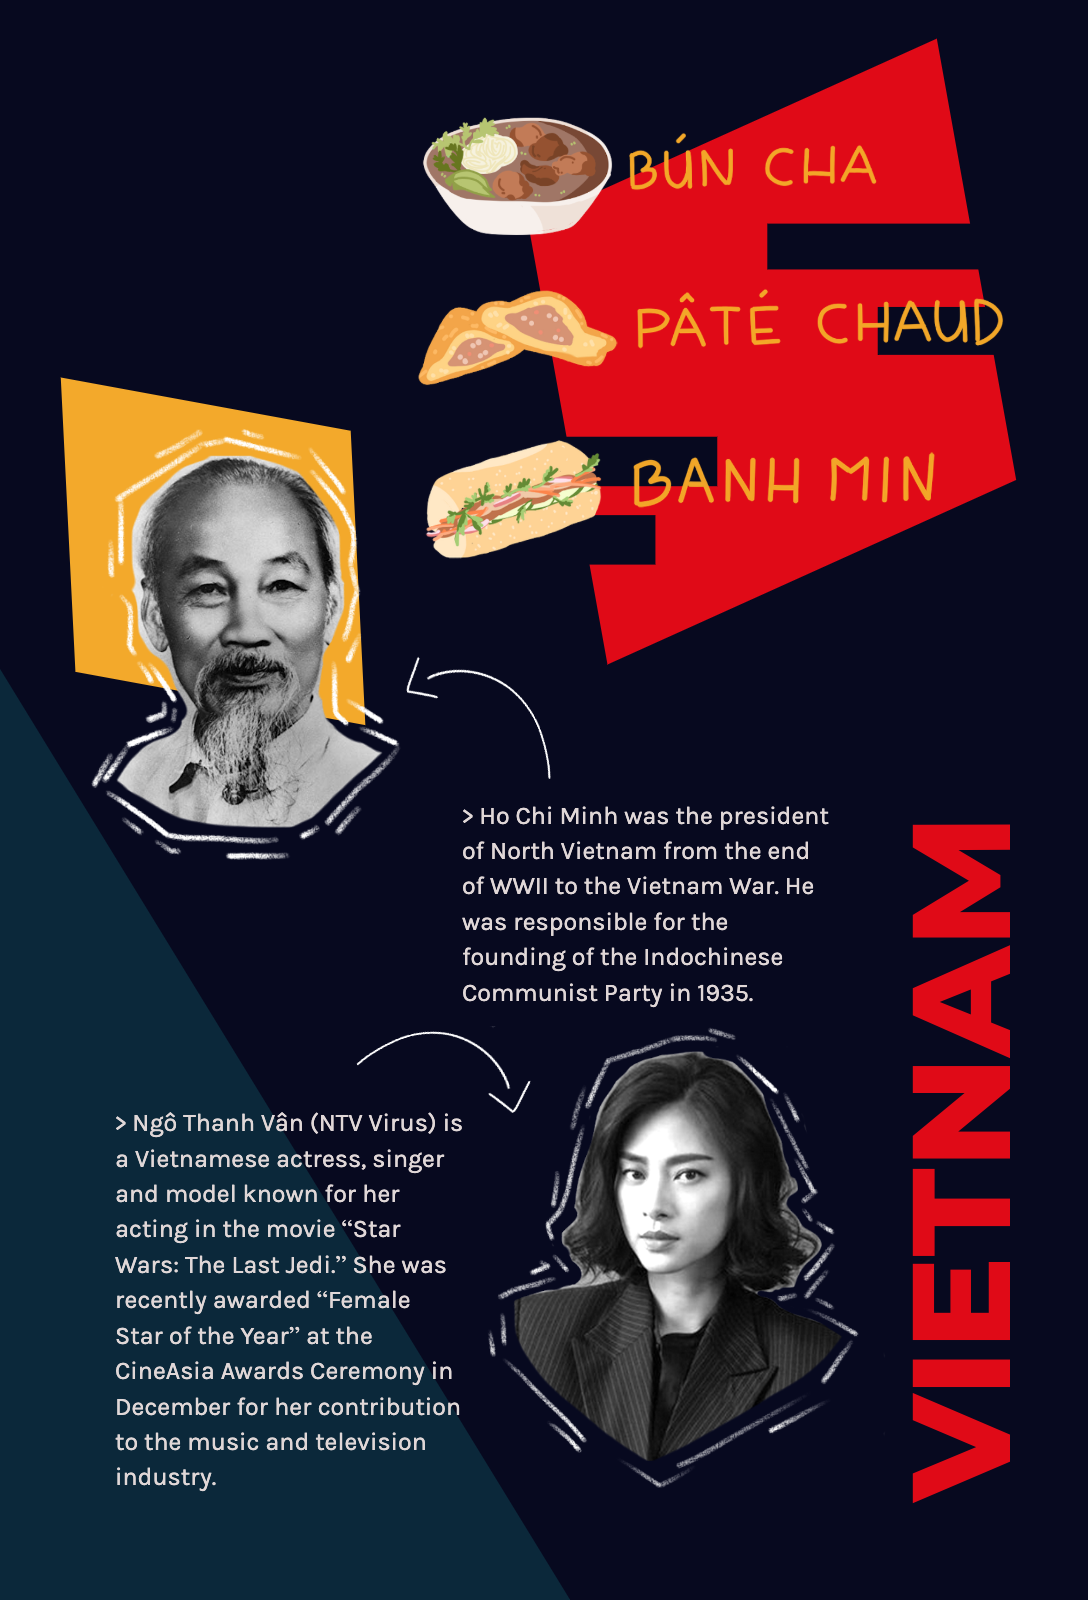 BÚN CHA
PÂTÉ CHAUD
BANH MIN
> Ho Chi Minh was the president
of North Vietnam from the end
of WWII to the Vietnam War. He
was responsible for the
founding of the Indochinese
Communist Party in 1935.
> Ngô Thanh Vân (NTV Virus) is
a Vietnamese actress, singer
and model known for her
acting in the movie “Star
Wars: The Last Jedi.” She was
recently awarded “Female
Star of the Year” at the
CineAsia Awards Ceremony in
December for her contribution
to the music and television
industry.
VIETNAM